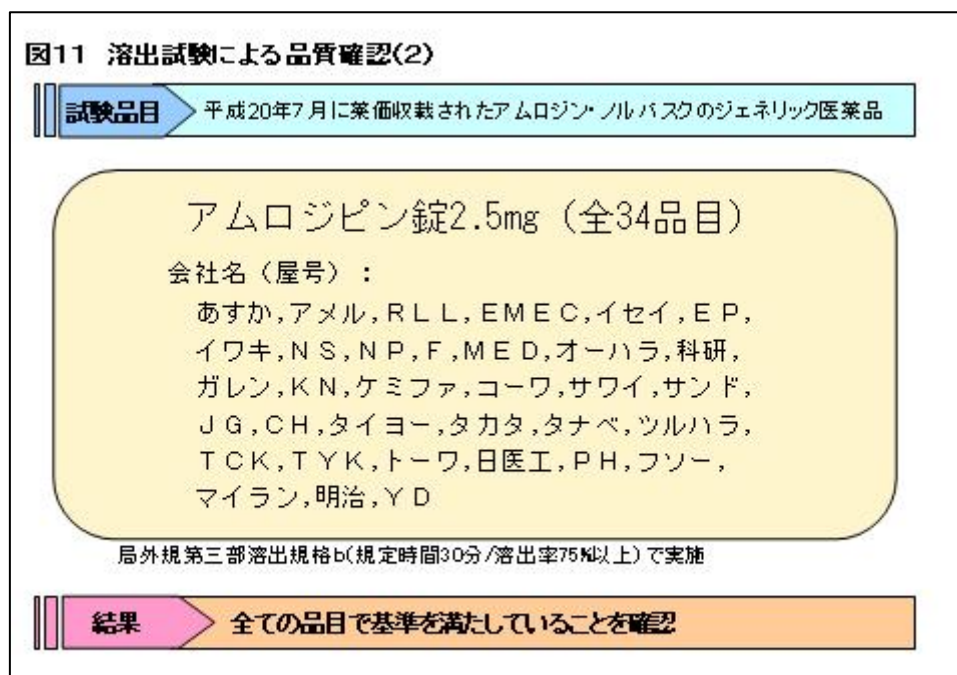 図11 溶出試験による品質確認(2)
試験品目 平成20年7月に薬価収載されたアムロジン・ノルバスクのジェネリック医薬品
アムロジピン錠2.5mg（全34品目）
会社名（屋号）：
あすか,アメル,ＲＬＬ,ＥＭＥＣ,イセイ,ＥＰ,
イワキ,ＮＳ,ＮＰ,Ｆ,ＭＥＤ,オーハラ,科研,
ガレン,ＫＮ,ケミファ,コーワ,サワイ,サンド,
ＪＧ,ＣＨ,タイヨー,タカタ,タナベ,ツルハラ,
ＴＣＫ,ＴＹＫ,トーワ,日医工,ＰＨ,フソー,
マイラン,明治,ＹＤ
局外規第三部溶出規格b(規定時間30分/溶出率75%以上)で実施
結果 全ての品目で基準を満たしていることを確認